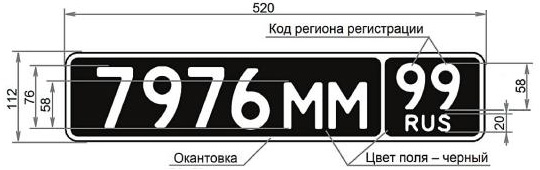 520
Код региона регистрации
112
76
58
7976 ММ
99
RUS
58
20
Окантовка
Цвет поля – черный